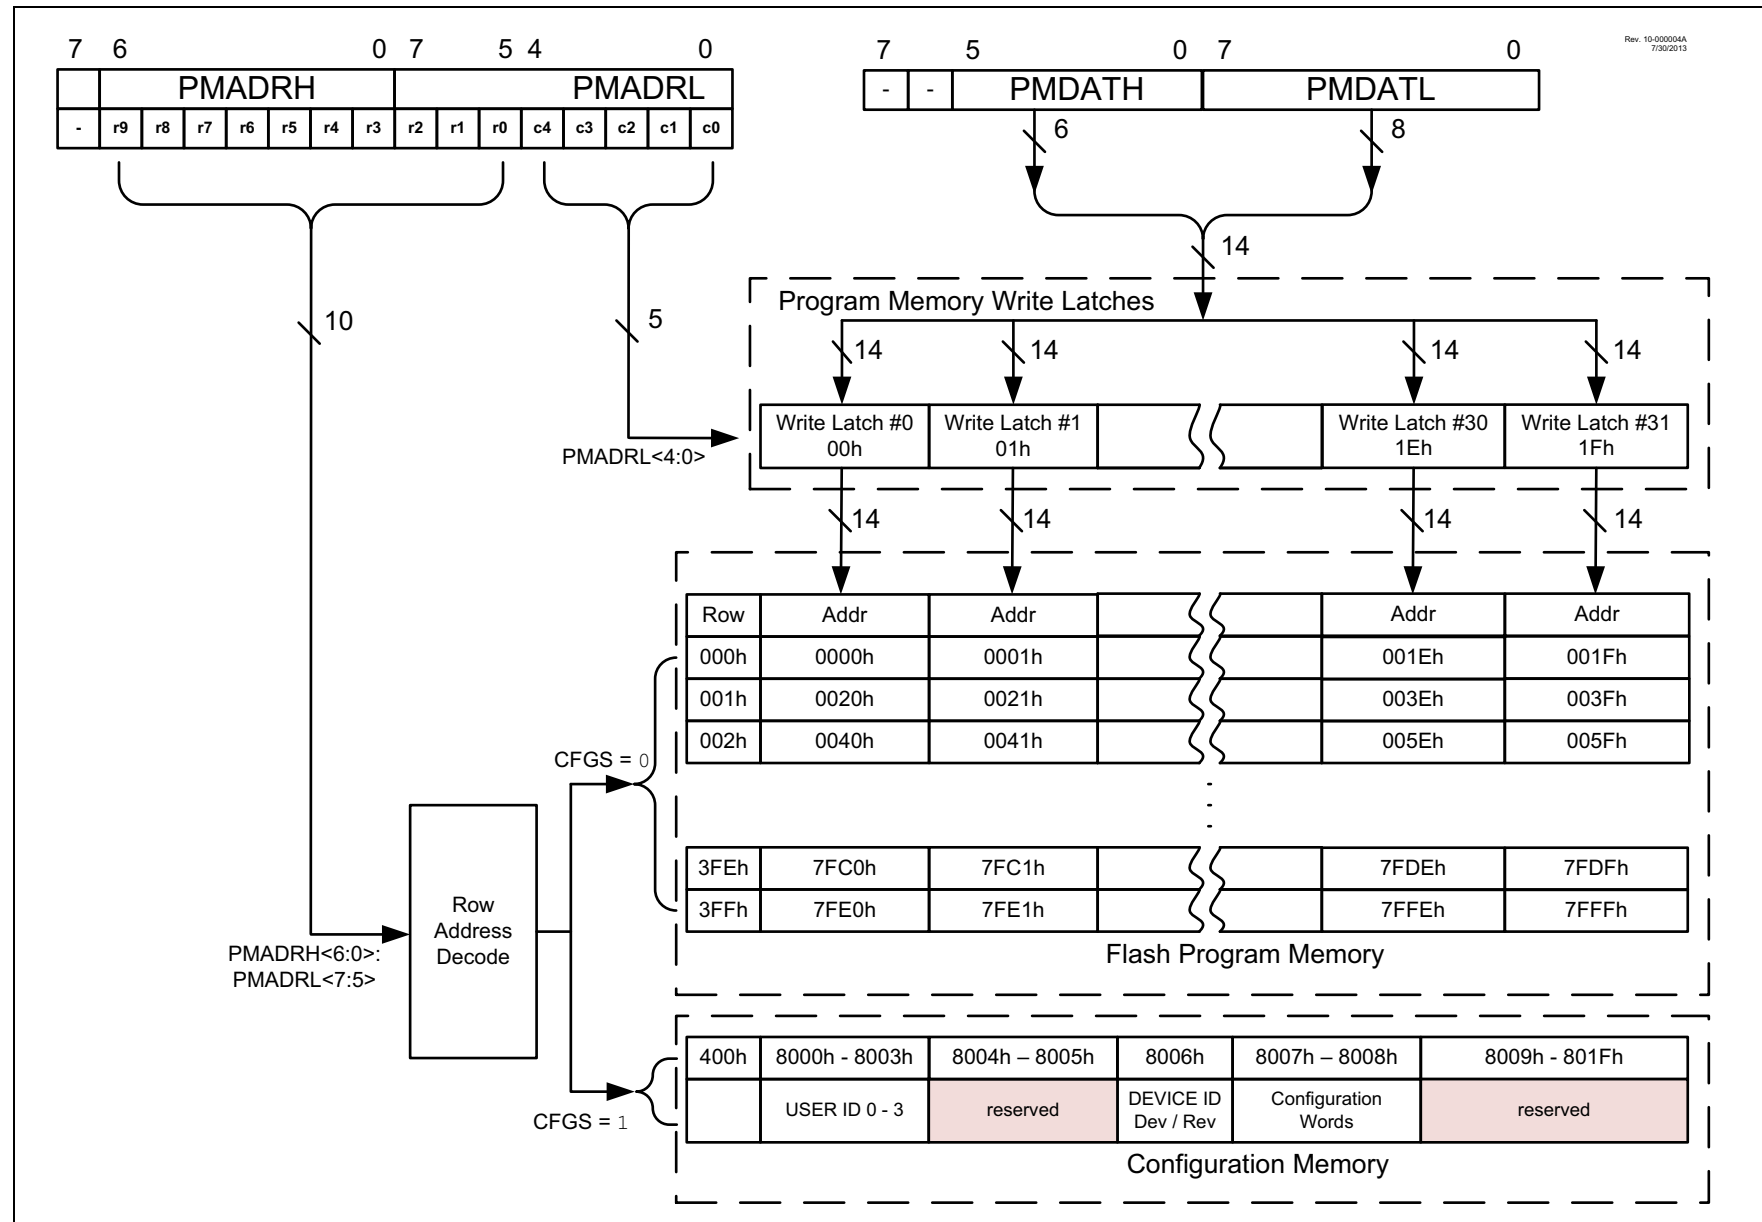 7 6 0 7 5 4 0
7 5 0 7 0
Rev. 10-000004A
7/30/2013
PMADRH PMADRL
- r9 r8 r7 r6 r5 r4 r3 r2 r1 r0 c4 c3 c2 c1 c0
- - PMDATH PMDATL
6 8
14
10
5
Program Memory Write Latches
14 14 14 14
Write Latch #0 Write Latch #1 Write Latch #30 Write Latch #31
00h 01h 1Eh 1Fh
PMADRL<4:0>
14 14 14 14
Row Addr Addr Addr Addr
000h 0000h 0001h 001Eh 001Fh
001h 0020h 0021h 003Eh 003Fh
002h 0040h 0041h 005Eh 005Fh
CFGS = 0
3FEh 7FC0h 7FC1h 7FDEh 7FDFh
3FFh 7FE0h 7FE1h 7FFEh 7FFFh
Flash Program Memory
Row
Address
Decode
PMADRH<6:0>:
PMADRL<7:5>
400h 8000h - 8003h 8004h – 8005h 8006h 8007h – 8008h 8009h - 801Fh
USER ID 0 - 3 reserved DEVICE ID Configuration reserved
Dev / Rev Words
CFGS = 1
Configuration Memory